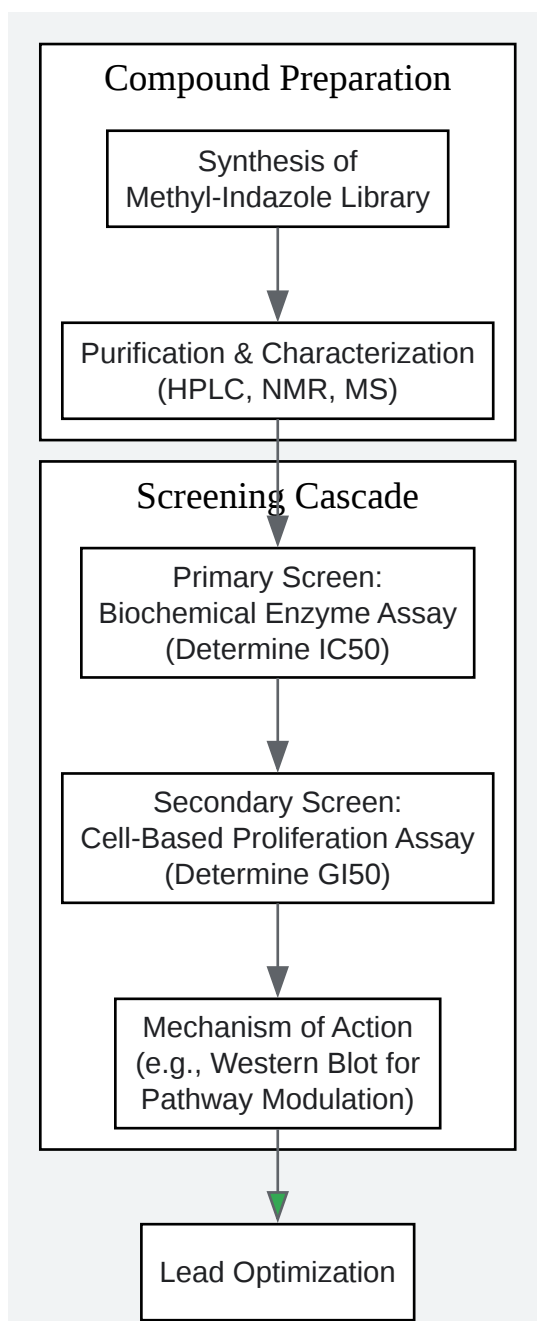 Compound Preparation
Synthesis of
Methyl-Indazole Library
Purification & Characterization
(HPLC, NMR, MS)
Screening Cascade
Primary Screen:
Biochemical Enzyme Assay
(Determine IC50)
Secondary Screen:
Cell-Based Proliferation Assay
(Determine GI50)
Mechanism of Action
(e.g., Western Blot for
Pathway Modulation)
Lead Optimization